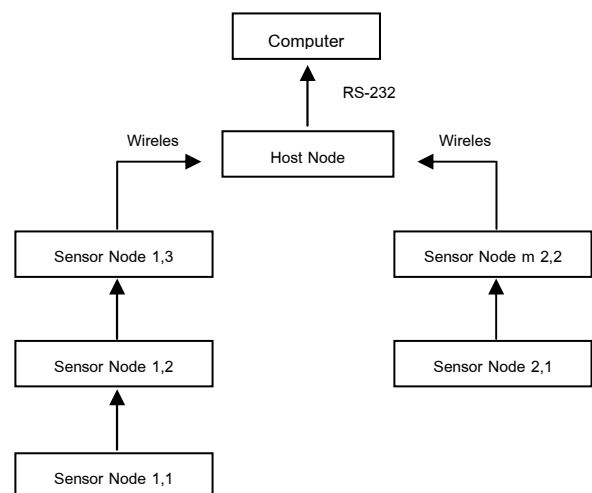 Computer
RS-232
Wireles
Wireles
Host Node
Sensor Node 1,3
Sensor Node m 2,2
Sensor Node 1,2
Sensor Node 2,1
Sensor Node 1,1